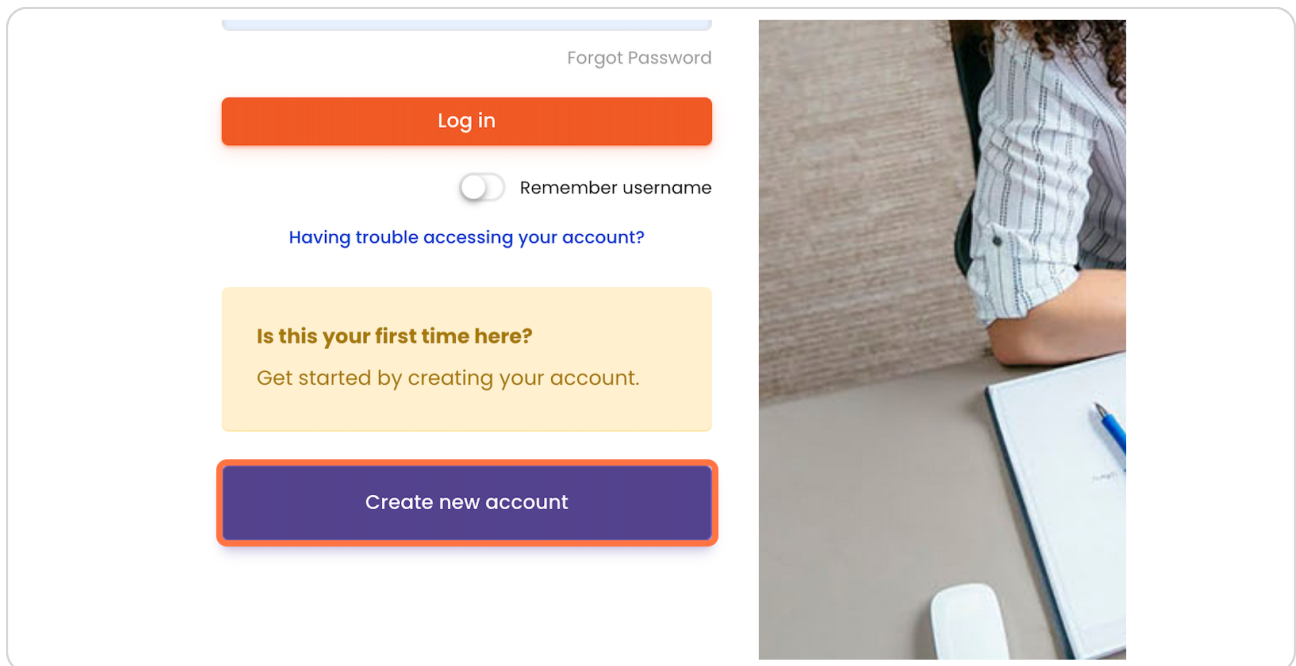 Forgot Password
Log in
Remember username
Having trouble accessing your account?
Is this your first time here?
Get started by creating your account.
Create new account